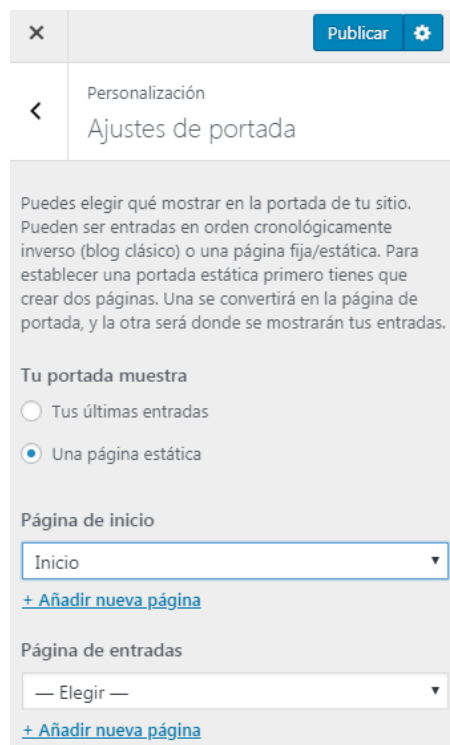 Publicar
Personalización
Ajustes de portada
Puedes elegir qué mostrar en la portada de tu sitio.
Pueden ser entradas en orden cronológicamente
inverso (blog clásico) o una página fija/estática. Para
establecer una portada estática primero tienes que
crear dos páginas. Una se convertirá en la página de
portada, y la otra será donde se mostrarán tus entradas.
Tu portada muestra
Tus últimas entradas
Una página estática
Página de inicio
Inicio
+ Añadir nueva página
Página de entradas
— Elegir —
+ Añadir nueva página